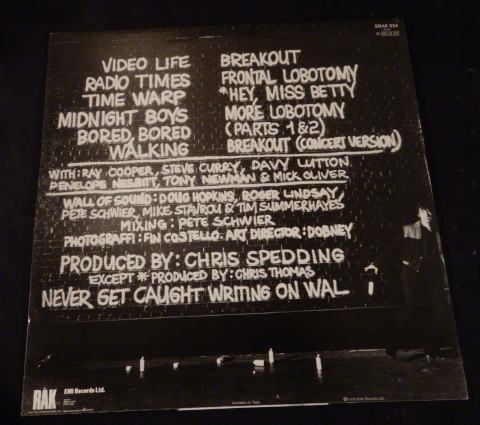 SRAK 534
VIDEO LIFE
RADIO TIMES
TIME WARP
MIDNIGHT BOYS
BORED, BORED
WALKING
BREAKOUT
FRONTAL LOBOTOMY
*HEY, MISS BETTY
MORE LOBOTOMY
(PARTS 1&2)
BREAKOUT (CONCERT VERSION)
WITH: RAY COOPER, STEVE CURRY, DAVY LUTTON
PENELOPE NESBITT, TONY NEWMAN & MICK OLIVER
WALL OF SOUND: DOUG HOPKINS, ROGER LINDSAY,
PETE SCHWIER, MIKE STAVROU & TIM SUMMERHAYES
MIXING: PETE SCHWIER
PHOTOGRAFFI: FIN COSTELLO. ART DIRECTOR: DOBNEY
PRODUCED BY: CHRIS SPEDDING
EXCEPT * PRODUCED BY: CHRIS THOMAS
NEVER GET CAUGHT WRITING ON WAL
RAK
EMI Records Ltd.
Available on Tape